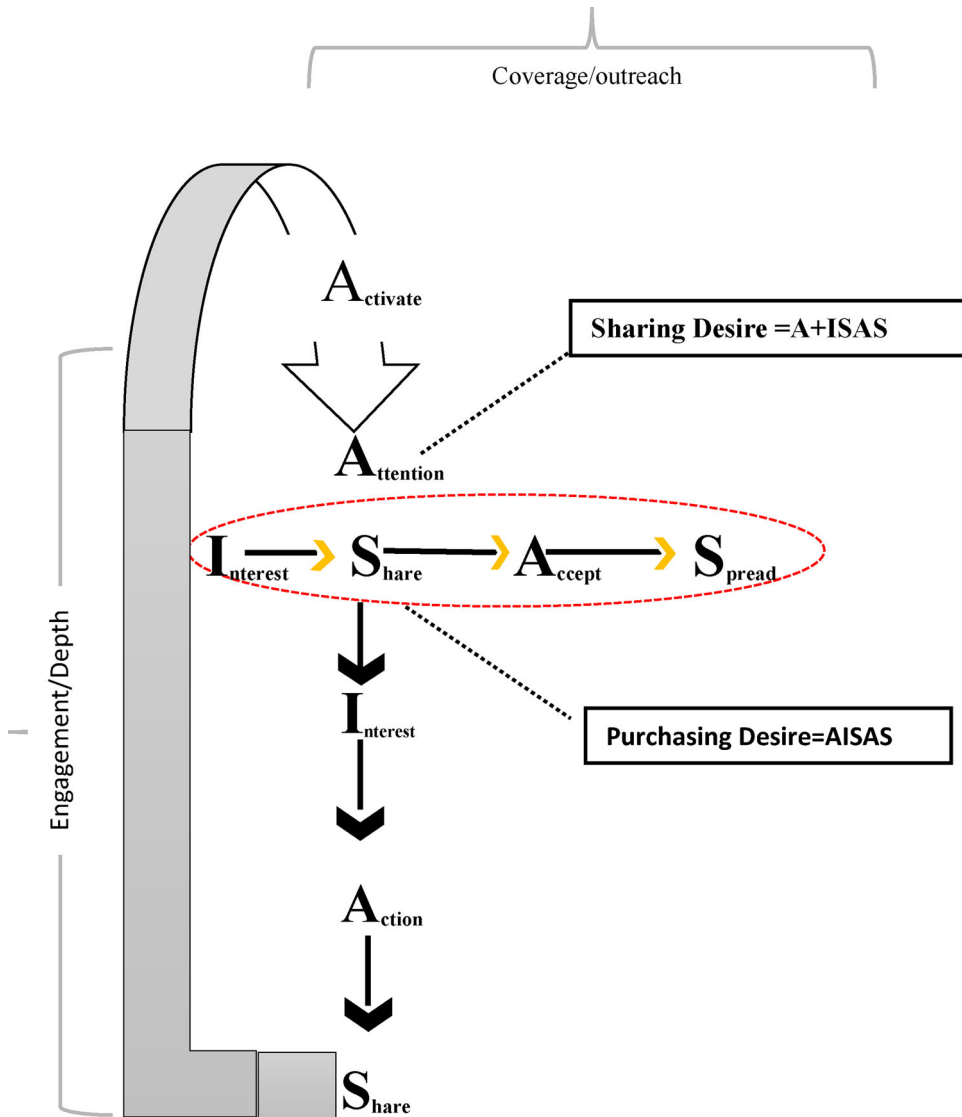 Coverage/outreach
Activate
Sharing Desire =A+ISAS
Attention
Interest Share Accept Spread
Engagement/Depth
Interest
Purchasing Desire=AISAS
Action
Share